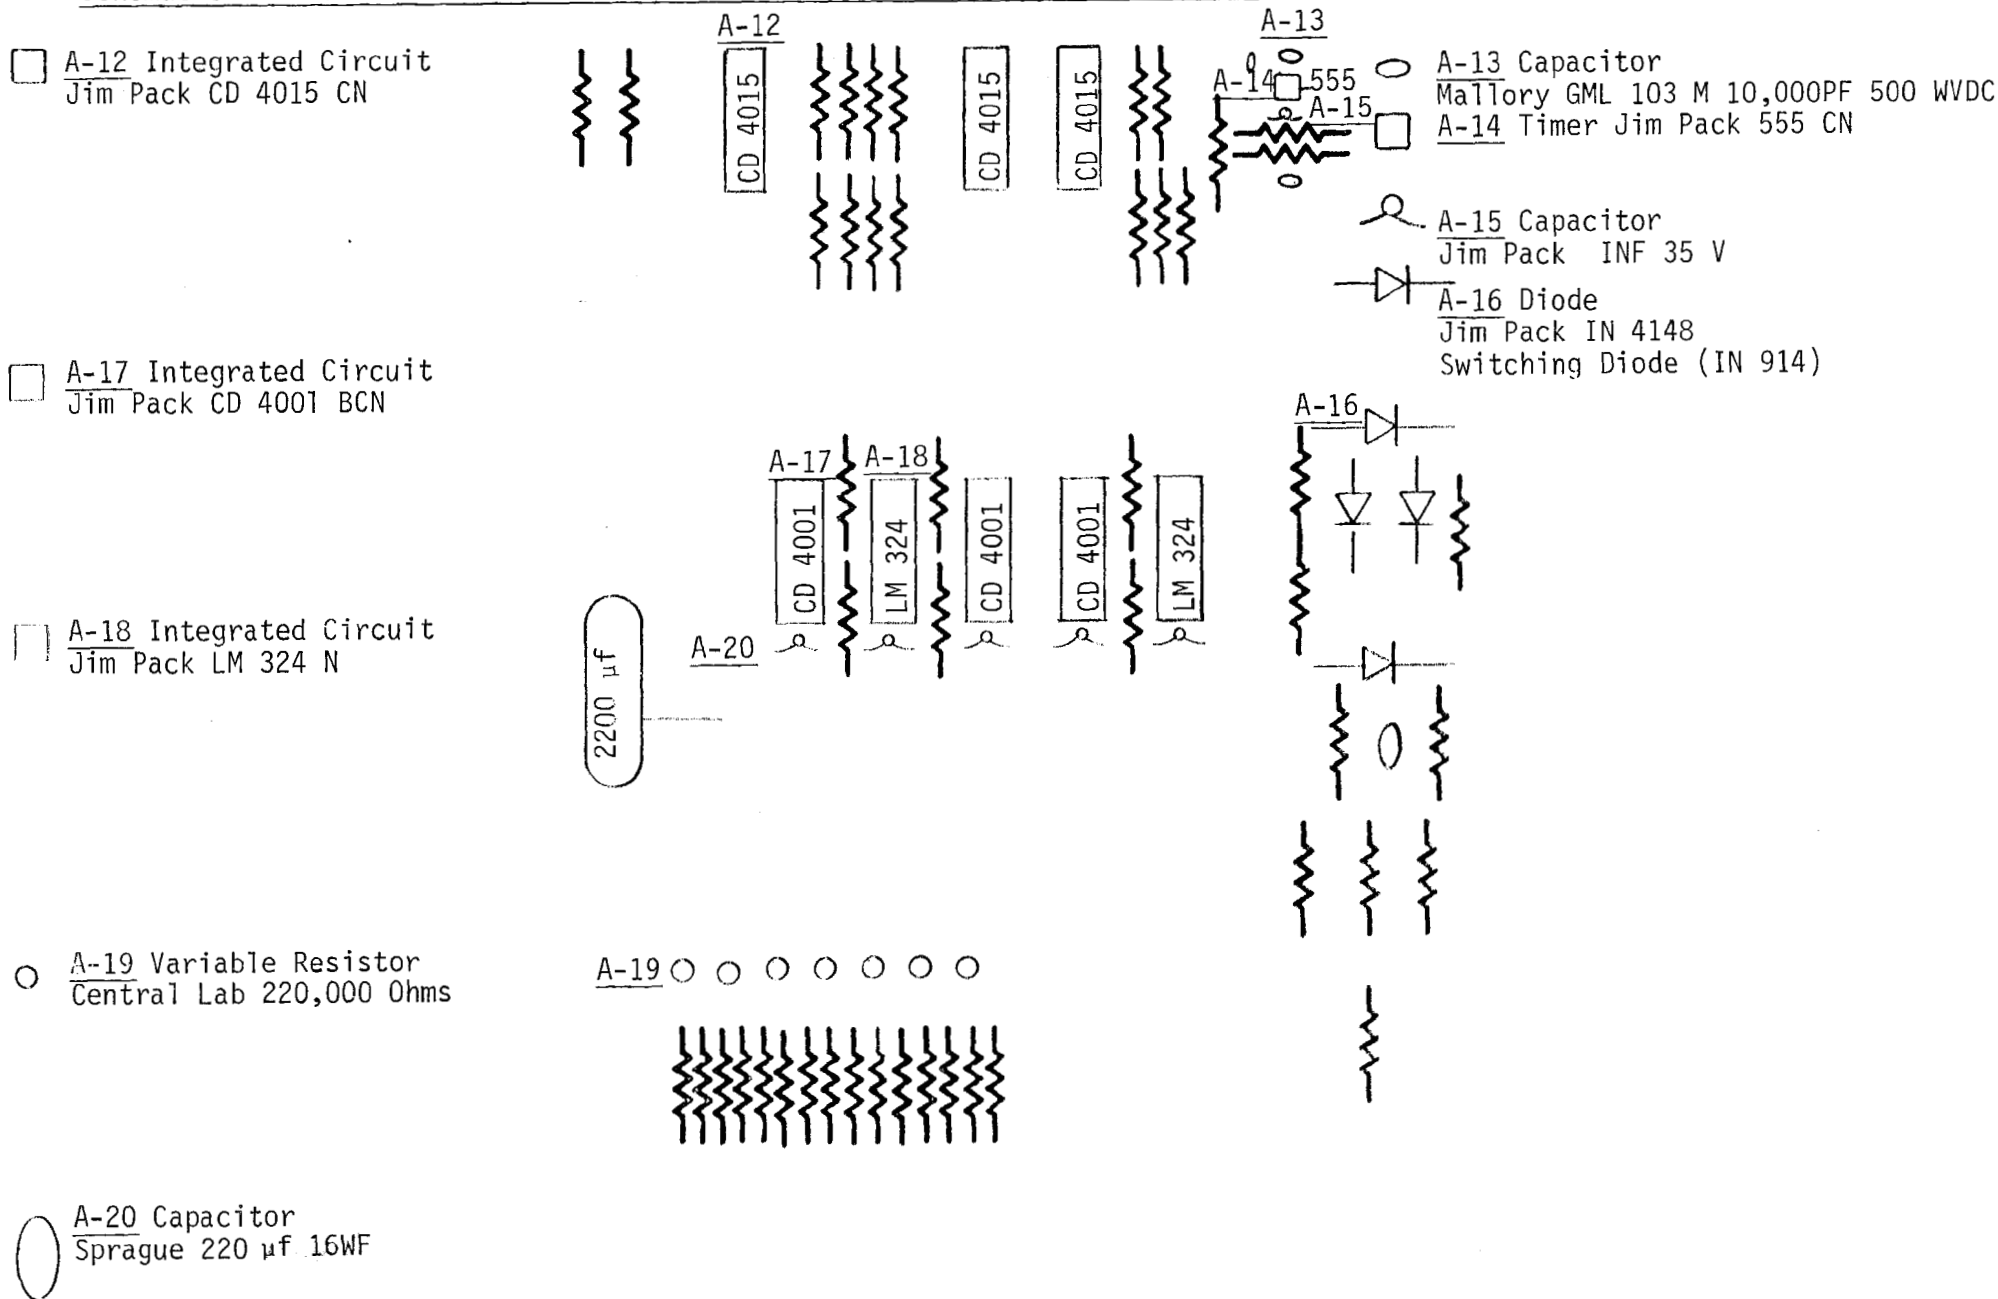 A-12 Integrated Circuit
Jim Pack CD 4015 CN
A-12
CD 4015
CD 4015
CD 4015
A-13
A-14
555
A-15
A-13 Capacitor
Mallory GML 103 M 10,000PF 500 WVDC
A-14 Timer Jim Pack 555 CN
A-15 Capacitor
Jim Pack INF 35 V
A-16 Diode
Jim Pack IN 4148
Switching Diode (IN 914)
A-17 Integrated Circuit
Jim Pack CD 4001 BCN
A-16
A-17
A-18
CD 4001
LM 324
CD 4001
CD 4001
LM 324
A-18 Integrated Circuit
Jim Pack LM 324 N
2200 µf
A-20
A-19 Variable Resistor
Central Lab 220,000 Ohms
A-19
A-20 Capacitor
Sprague 220 µf 16WF